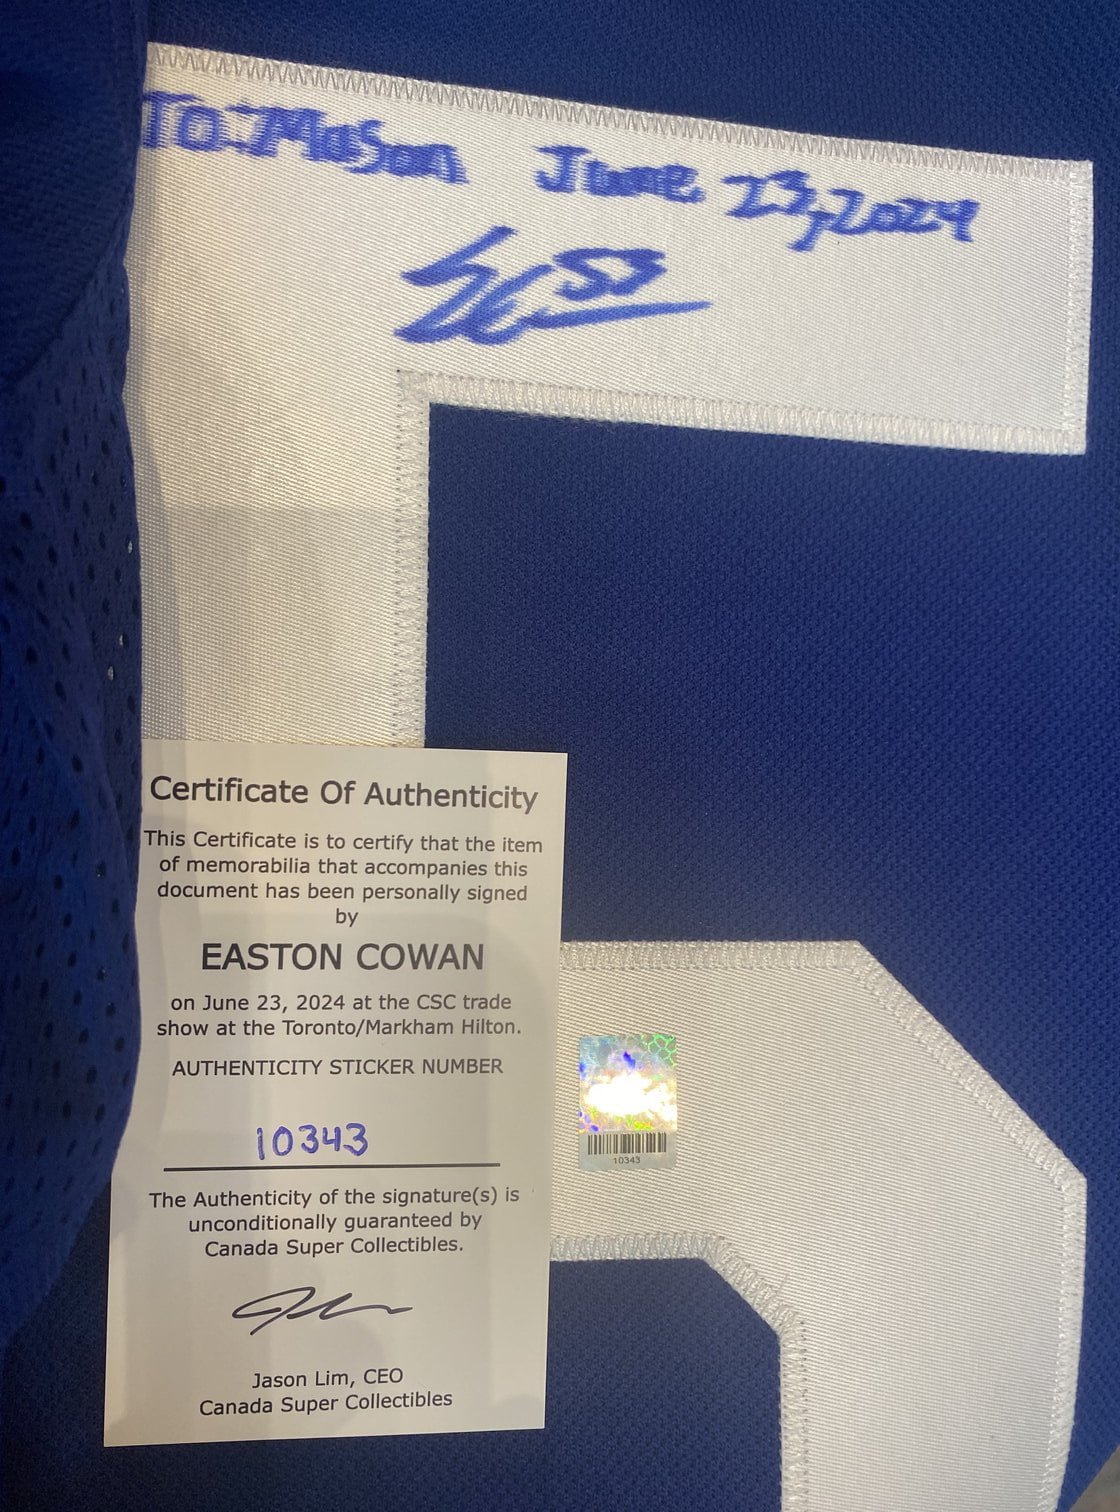 To: Mason June 23, 2024
53
Certificate Of Authenticity
This Certificate is to certify that the item
of memorabilia that accompanies this
document has been personally signed
by
EASTON COWAN
on June 23, 2024 at the CSC trade
show at the Toronto/Markham Hilton.
AUTHENTICITY STICKER NUMBER
10343
10343
The Authenticity of the signature(s) is
unconditionally guaranteed by
Canada Super Collectibles.
Jason Lim, CEO
Canada Super Collectibles